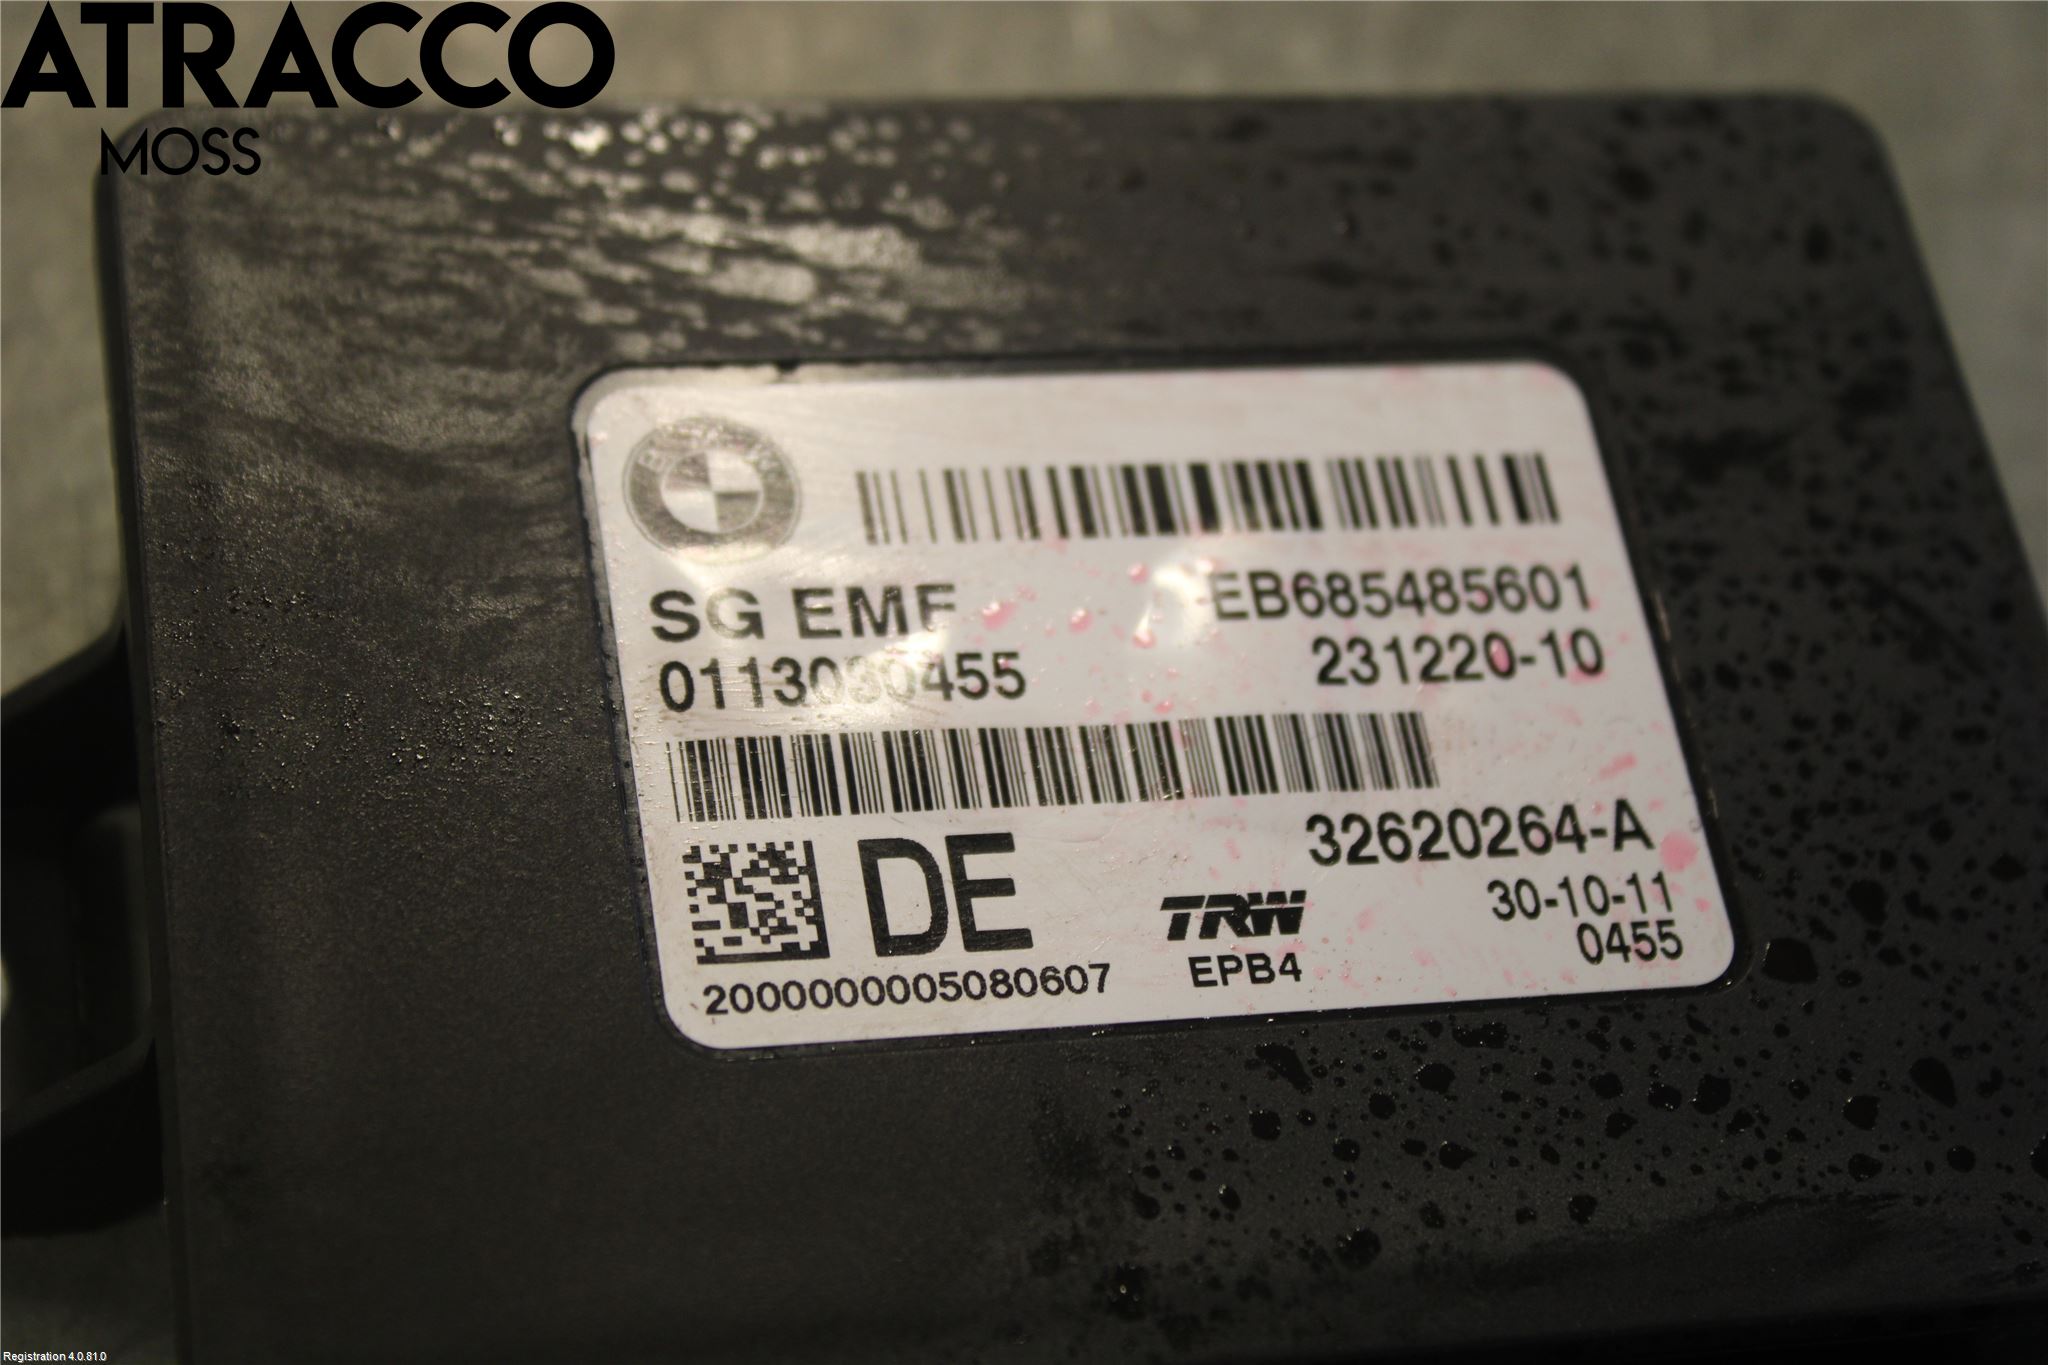 ATRACCO
MOSS
SG EMF
EB685485601
0113030455
231220-10
32620264-A
DE
TRW
EPB4
30-10-11
0455
2000000005080607
Registration 4.0.81.0